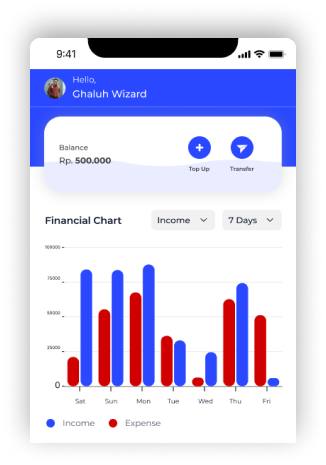 9:41
Hello,
Ghaluh Wizard
Balance
Rp. 500.000
Top Up
Transfer
Financial Chart
Income
7 Days
100000
75000
50000
25000
0
Sat Sun Mon Tue Wed Thu Fri
Income Expense